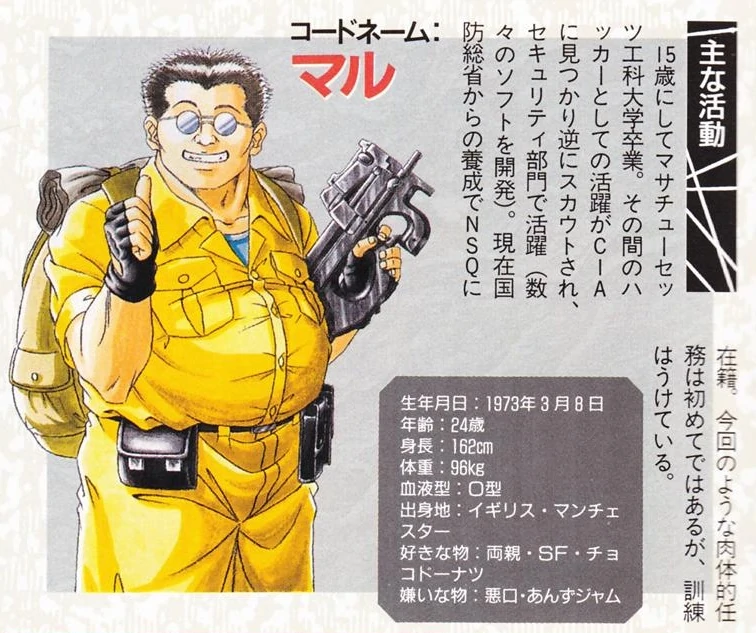 コードネーム:
マル
主な活動
15歳にしてマサチューセッ
ツ工科大学卒業。その間のハ
ッカーとしての活躍がCIA
に見つかり逆にスカウトされ、
セキュリティ部門で活躍（数
々のソフトを開発）。現在国
防総省からの養成でNSQに
在籍。今回のような肉体的任
務は初めてではあるが、訓練
はうけている。
生年月日：1973年3月8日
年齢：24歳
身長：162cm
体重：96kg
血液型：O型
出身地：イギリス・マンチェ
スター
好きな物：両親・SF・チョ
コドーナツ
嫌いな物：悪口・あんずジャム